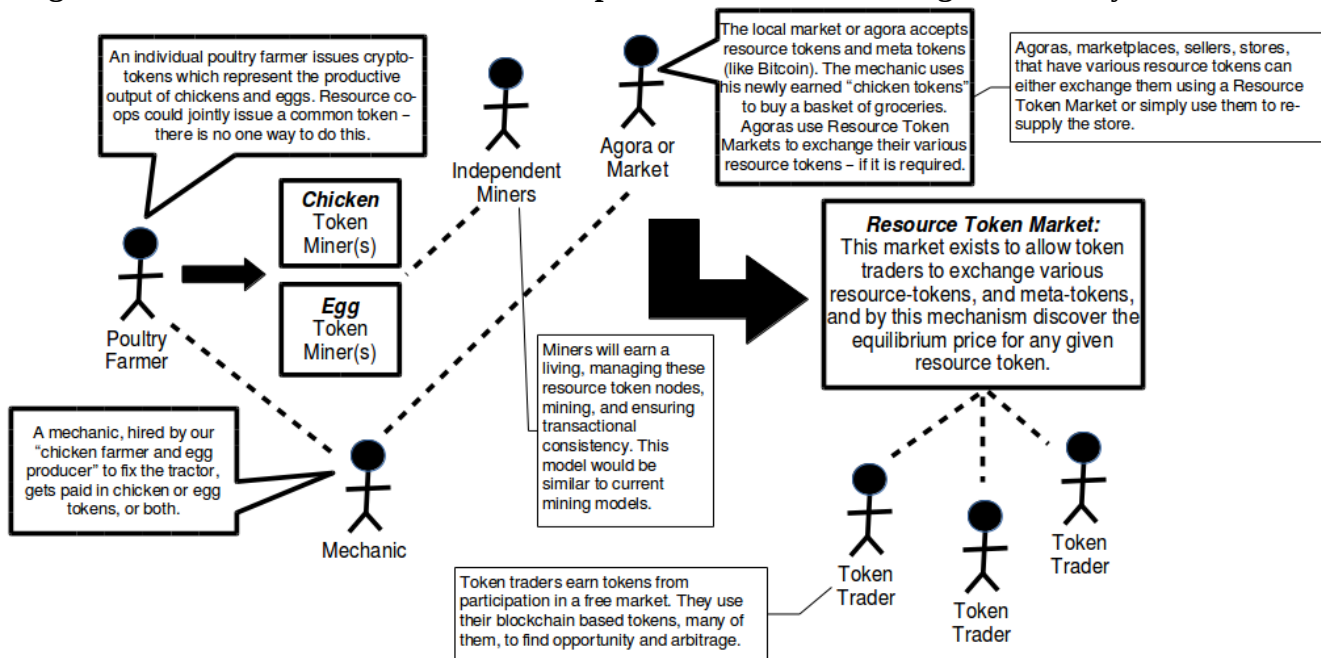 An individual poultry farmer issues crypto-
tokens which represent the productive
output of chickens and eggs. Resource co-
ops could jointly issue a common token –
there is no one way to do this.
Independent
Miners
Agora or
Market
The local market or agora accepts
resource tokens and meta tokens
(like Bitcoin). The mechanic uses
his newly earned “chicken tokens”
to buy a basket of groceries.
Agoras use Resource Token
Markets to exchange their various
resource tokens – if it is required.
Agoras, marketplaces, sellers, stores,
that have various resource tokens can
either exchange them using a Resource
Token Market or simply use them to re-
supply the store.
Poultry
Farmer
Chicken
Token
Miner(s)
Egg
Token
Miner(s)
Resource Token Market:
This market exists to allow token
traders to exchange various
resource-tokens, and meta-tokens,
and by this mechanism discover the
equilibrium price for any given
resource token.
Miners will earn a
living, managing these
resource token nodes,
mining, and ensuring
transactional
consistency. This
model would be
similar to current
mining models.
A mechanic, hired by our
“chicken farmer and egg
producer” to fix the tractor,
gets paid in chicken or egg
tokens, or both.
Mechanic
Token
Trader
Token
Trader
Token
Trader
Token traders earn tokens from
participation in a free market. They use
their blockchain based tokens, many of
them, to find opportunity and arbitrage.